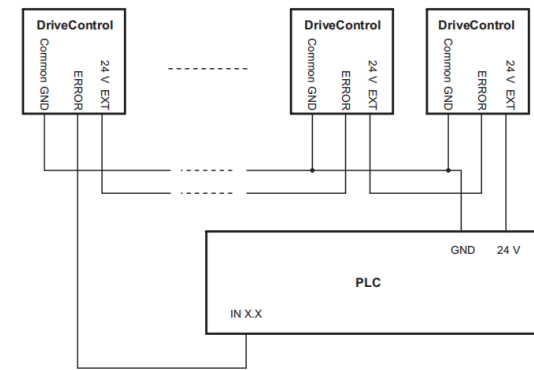 DriveControl
Common GND
ERROR
24 V EXT
DriveControl
Common GND
ERROR
24 V EXT
DriveControl
Common GND
ERROR
24 V EXT
GND
24 V
PLC
IN X.X